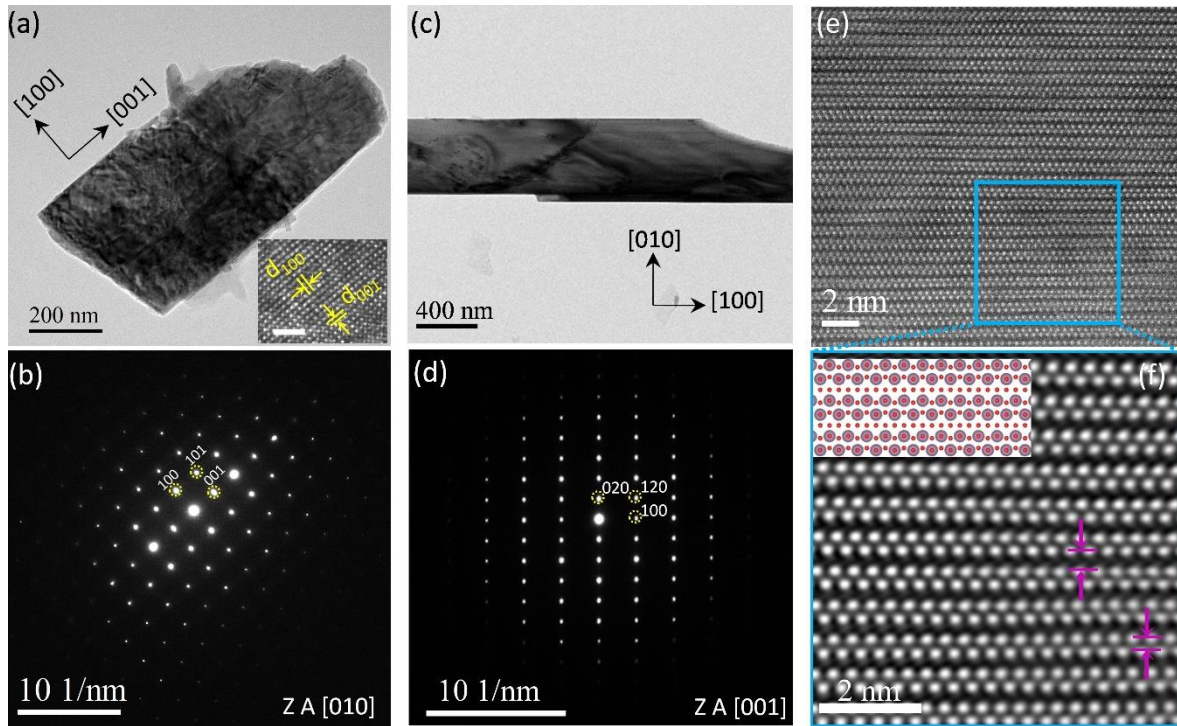 (a)
[100]
[001]
200 nm
d100
d001
(b)
100
101
001
10 1/nm
Z A [010]
(c)
[010]
[100]
400 nm
(d)
020
120
100
10 1/nm
Z A [001]
(e)
2 nm
(f)
2 nm